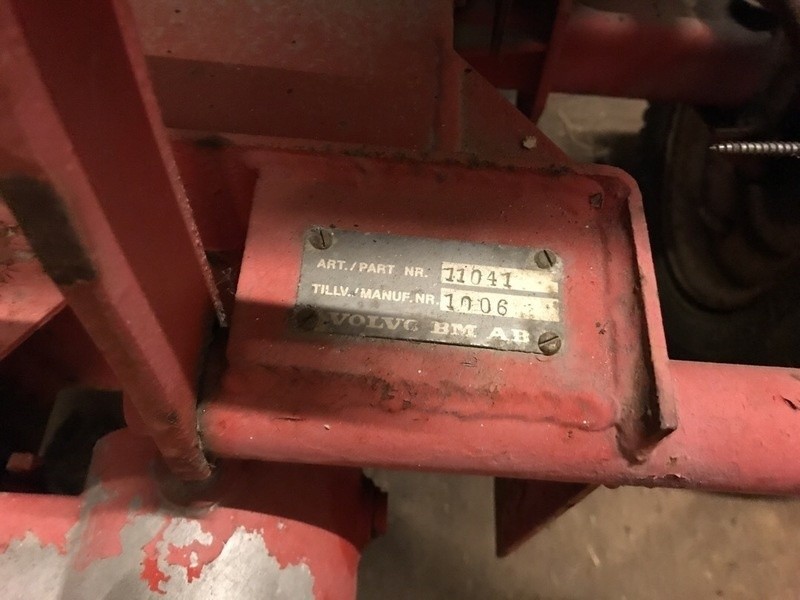 ART./PART NR. 11041
TILLV./MANUF. NR. 1006
VOLVO BM AB